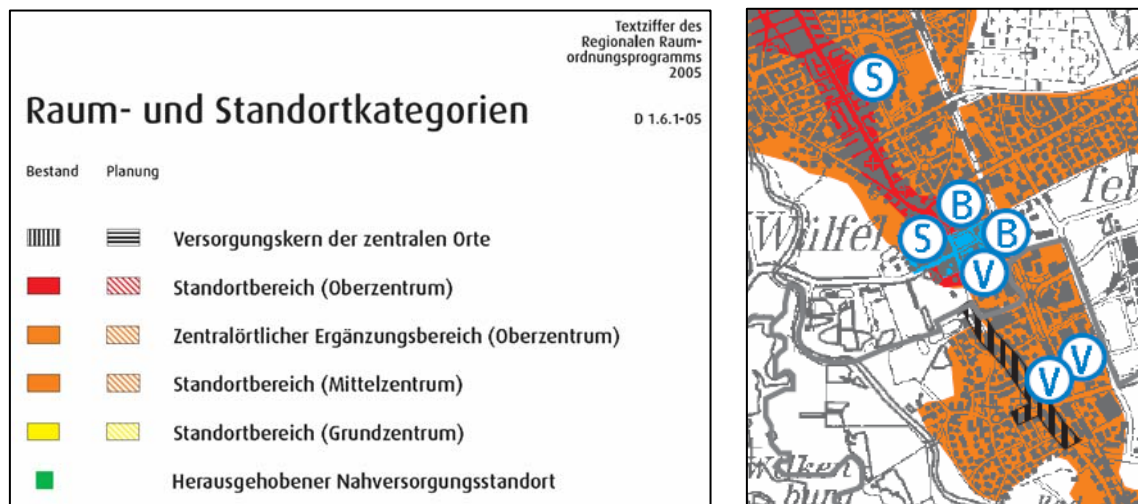 Textziffer des
Regionalen Raum-
ordnungsprogramms
2005
Raum- und Standortkategorien
D 1.6.1-05
Bestand Planung
Versorgungskern der zentralen Orte
Standortbereich (Oberzentrum)
Zentralörtlicher Ergänzungsbereich (Oberzentrum)
Standortbereich (Mittelzentrum)
Standortbereich (Grundzentrum)
Herausgehobener Nahversorgungsstandort
S
B
Wülfel
S
B
V
V
V